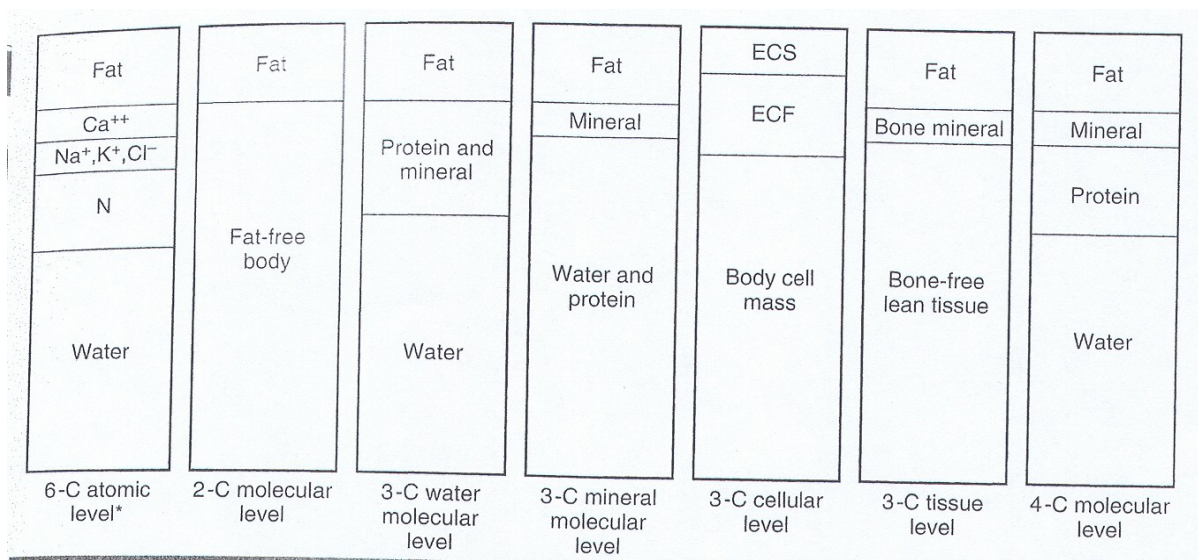 Fat
Ca++
Na+,K+,Cl−
N
Water
6-C atomic
level*
Fat
Fat-free
body
2-C molecular
level
Fat
Protein and
mineral
Water
3-C water
molecular
level
Fat
Mineral
Water and
protein
3-C mineral
molecular
level
ECS
ECF
Body cell
mass
3-C cellular
level
Fat
Bone mineral
Bone-free
lean tissue
3-C tissue
level
Fat
Mineral
Protein
Water
4-C molecular
level